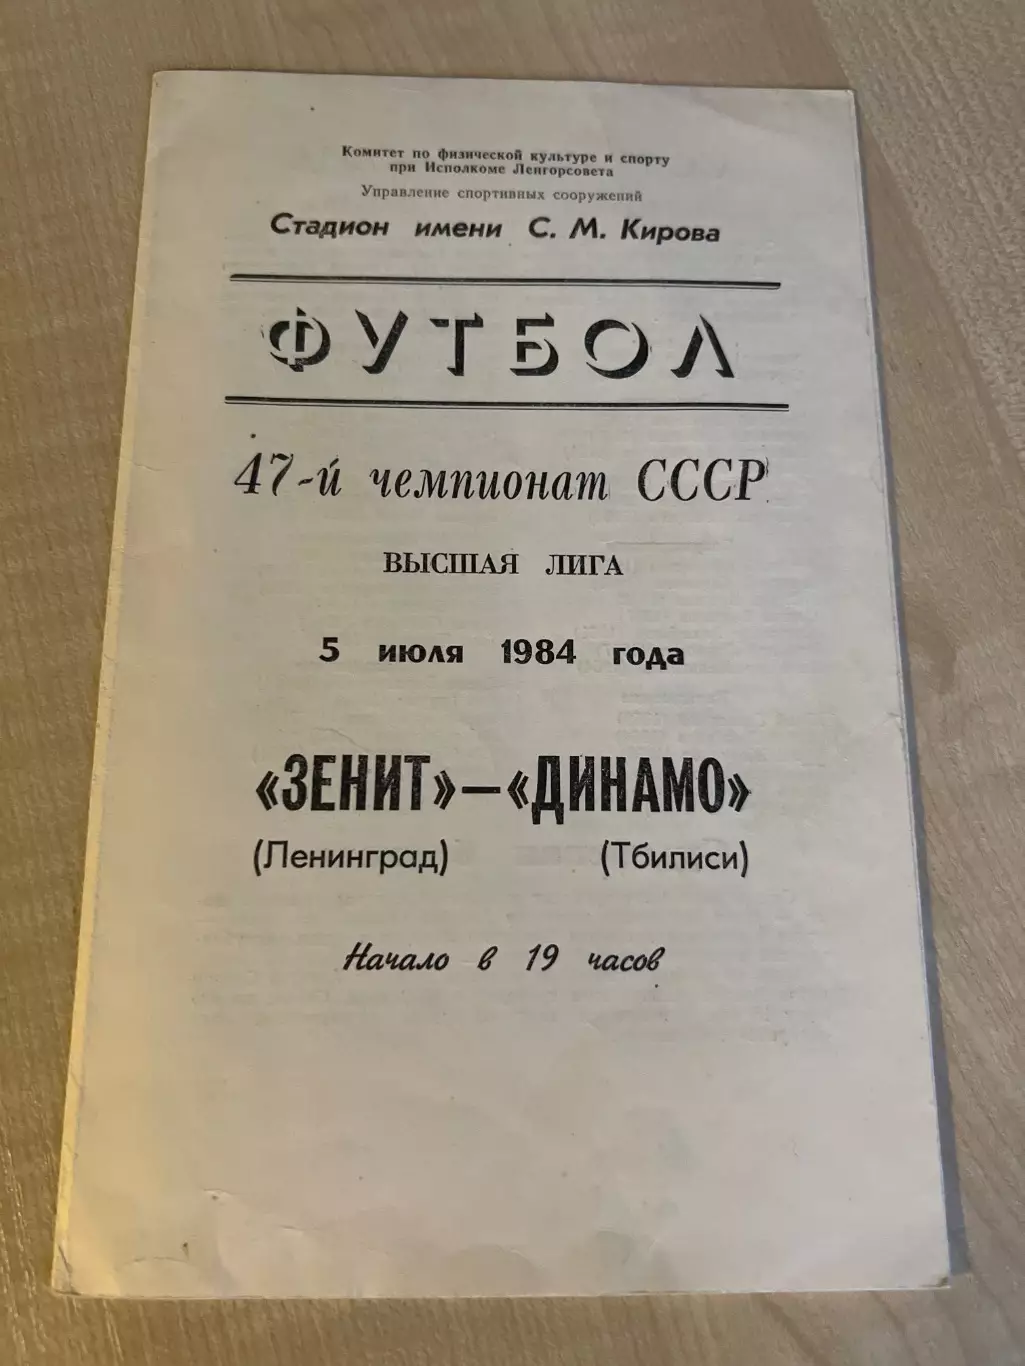 Комитет по физической культуре и спорту
при Исполкоме Ленгорсовета
Управление спортивных сооружений
Стадион имени С. М. Кирова
ФУТБОЛ
47-й чемпионат СССР
ВЫСШАЯ ЛИГА
5 июля 1984 года
«ЗЕНИТ»—«ДИНАМО»
(Ленинград) (Тбилиси)
Начало в 19 часов